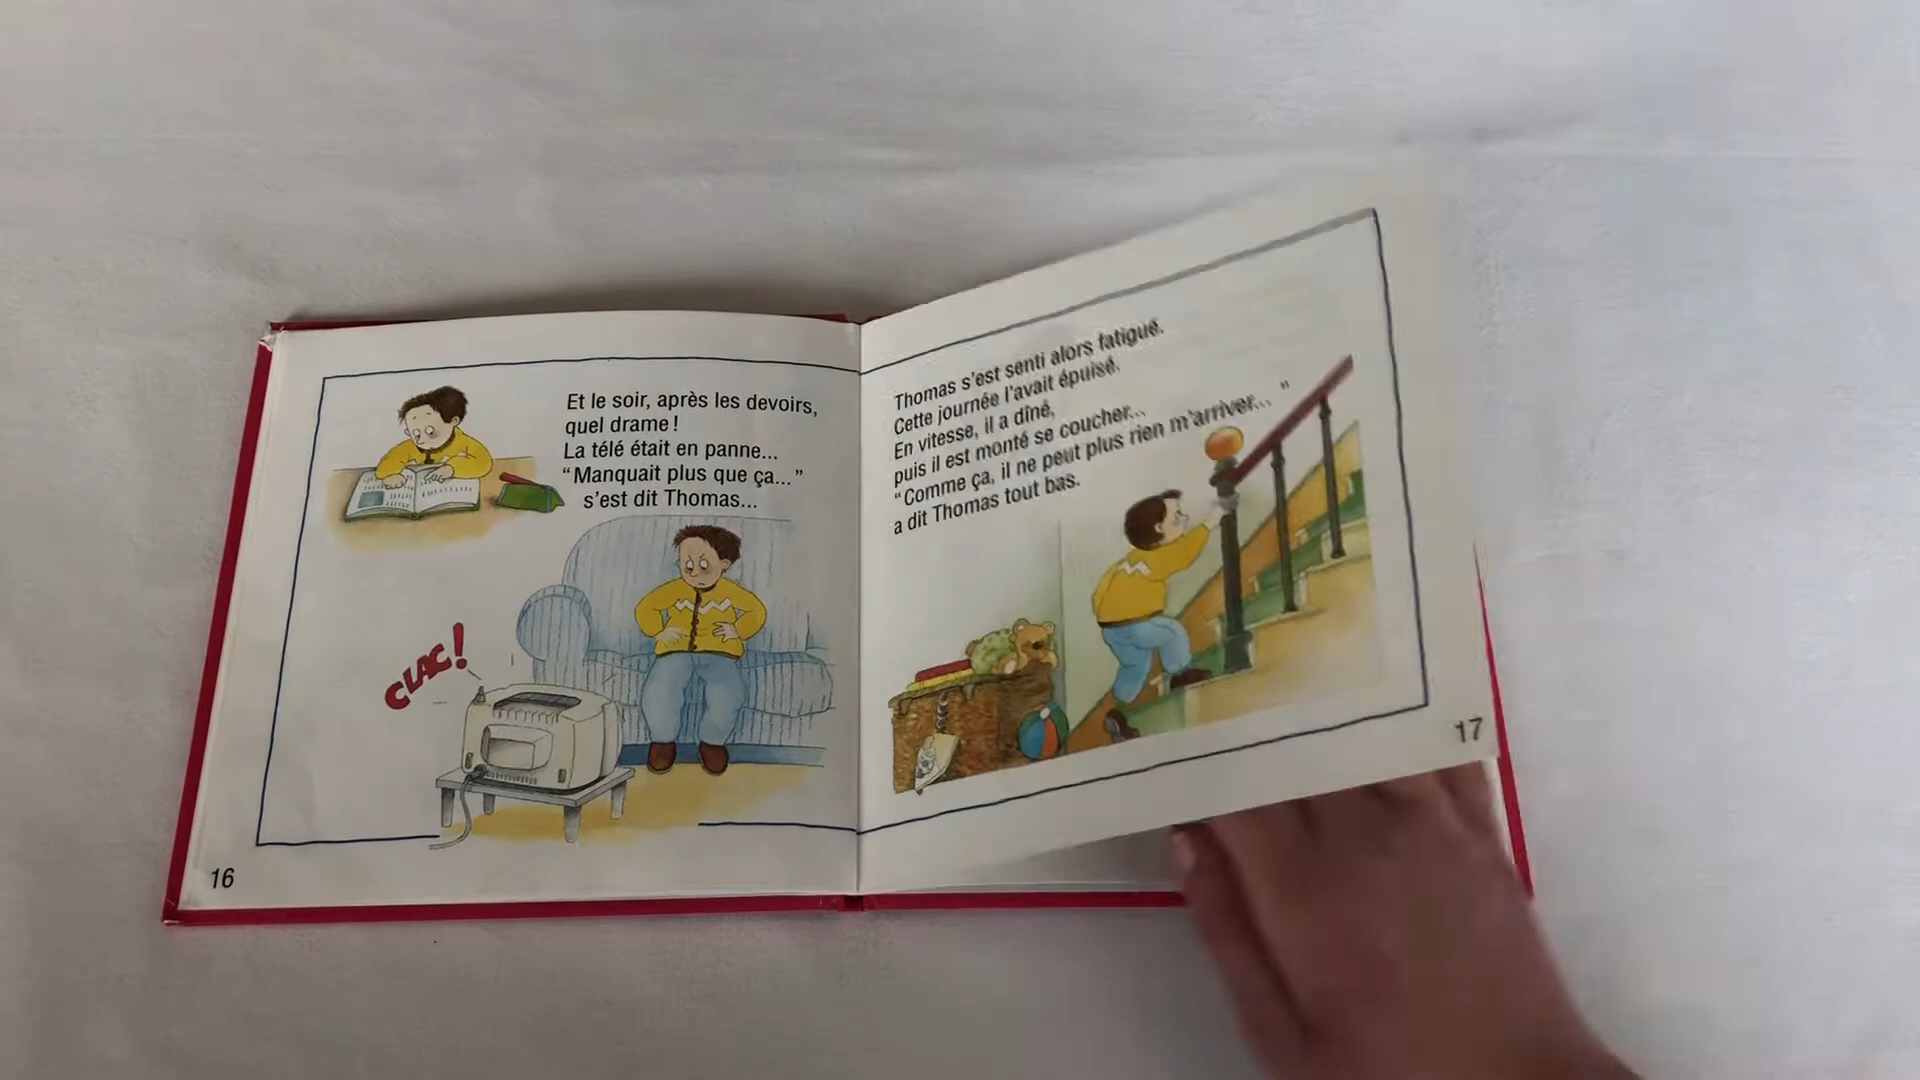 Et le soir, après les devoirs,
quel drame !
La télé était en panne...
“Manquait plus que ça...”
s’est dit Thomas...
CLAC !
16
Thomas s’est senti alors fatigué.
Cette journée l’avait épuisé.
En vitesse, il a dîné,
puis il est monté se coucher...
“Comme ça, il ne peut plus rien m’arriver... ”
a dit Thomas tout bas.
17